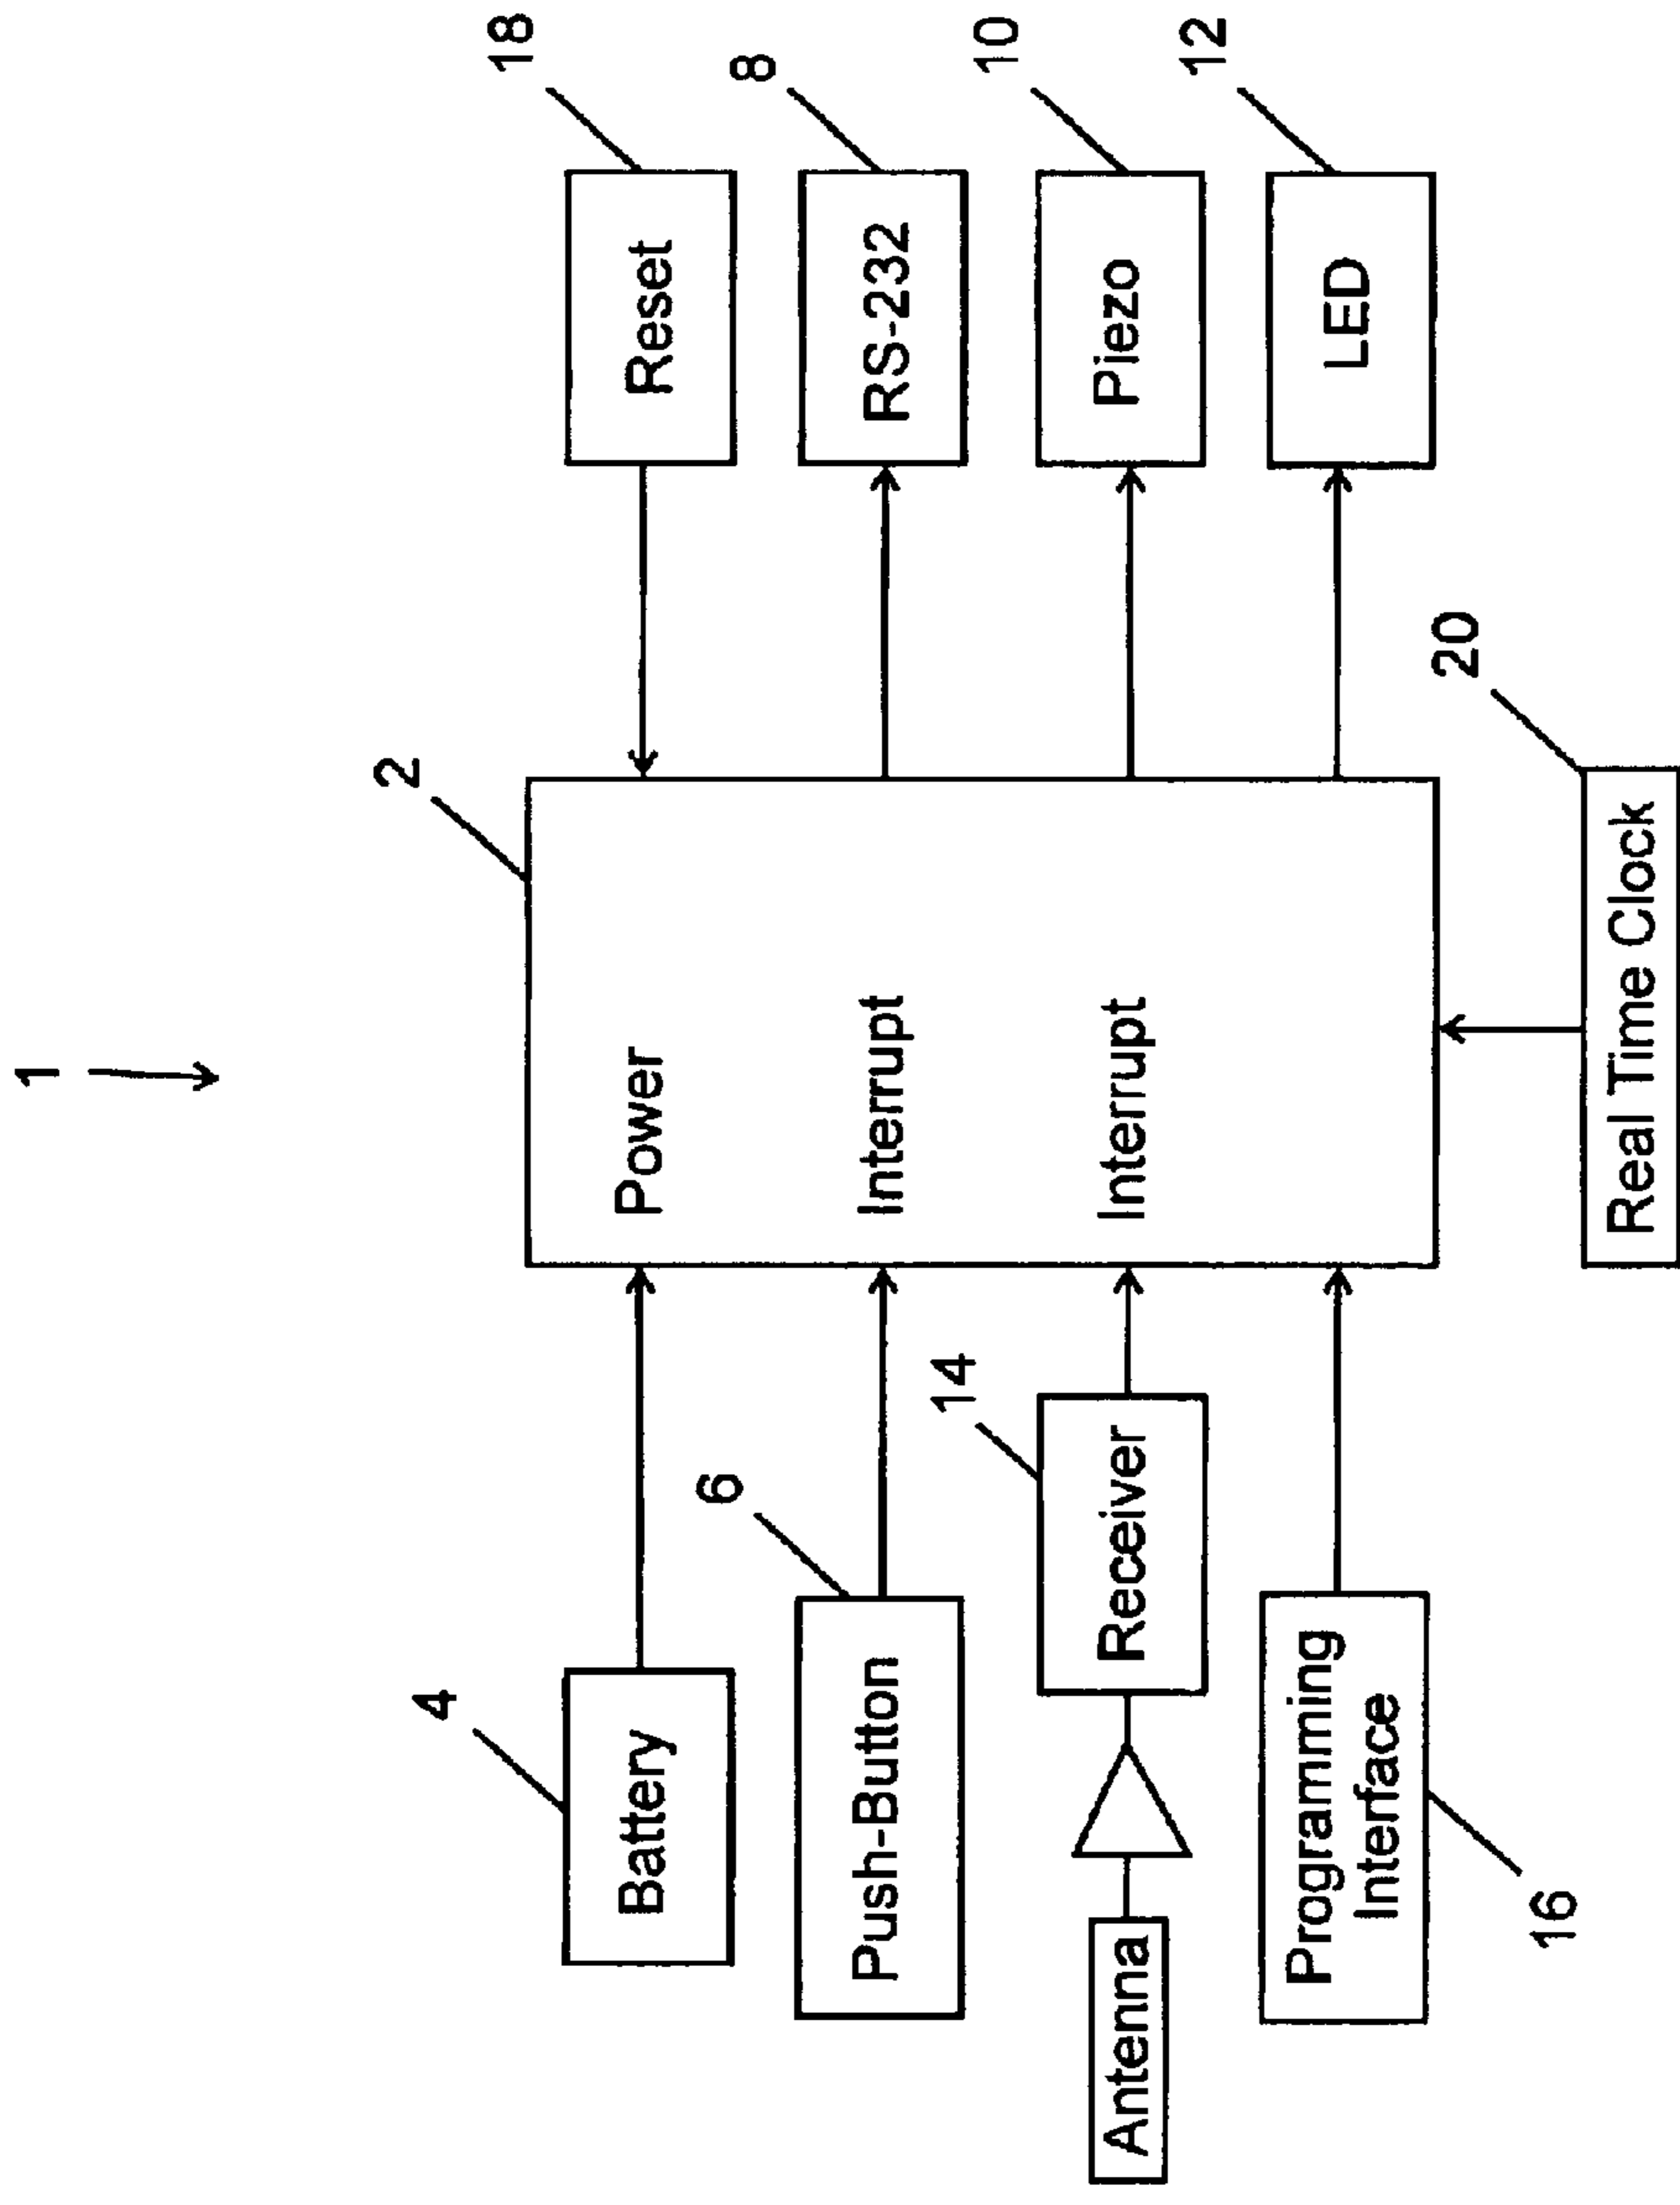 1
2
4
Battery
Power
Reset
18
6
Push-Button
Interrupt
RS-232
8
Antenna
14
Receiver
Interrupt
Piezo
10
Programming
Interface
16
LED
12
Real Time Clock
20